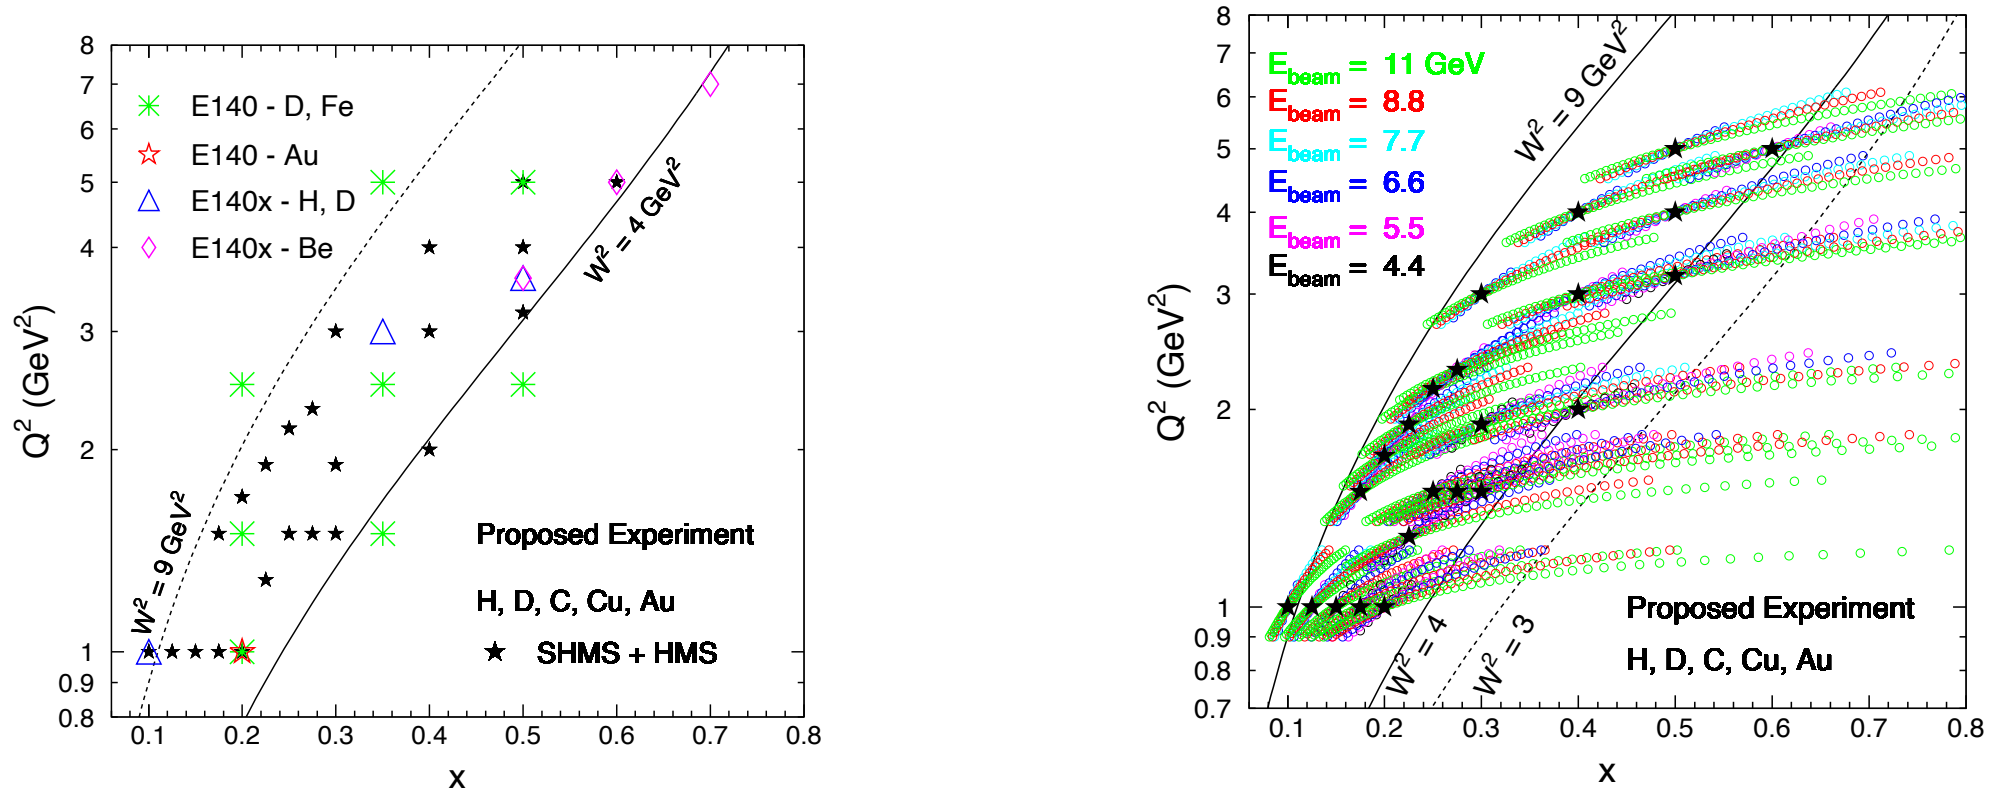 8
7
6
5
4
3
2
1
0.9
0.8
0.1 0.2 0.3 0.4 0.5 0.6 0.7 0.8
x
Q² (GeV²)
E140 - D, Fe
E140 - Au
E140x - H, D
E140x - Be
W² = 9 GeV²
W² = 4 GeV²
Proposed Experiment
H, D, C, Cu, Au
SHMS + HMS
8
7
6
5
4
3
2
1
0.9
0.8
0.7
0.1 0.2 0.3 0.4 0.5 0.6 0.7 0.8
x
Q² (GeV²)
E_beam = 11 GeV
E_beam = 8.8
E_beam = 7.7
E_beam = 6.6
E_beam = 5.5
E_beam = 4.4
W² = 9 GeV²
W² = 4
W² = 3
Proposed Experiment
H, D, C, Cu, Au